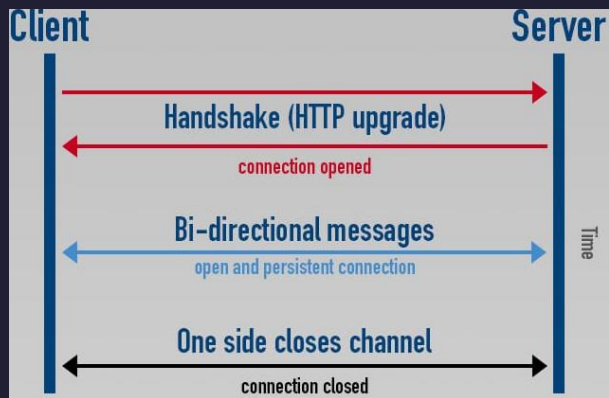 Client
Server
Handshake (HTTP upgrade)
connection opened
Bi-directional messages
open and persistent connection
Time
One side closes channel
connection closed